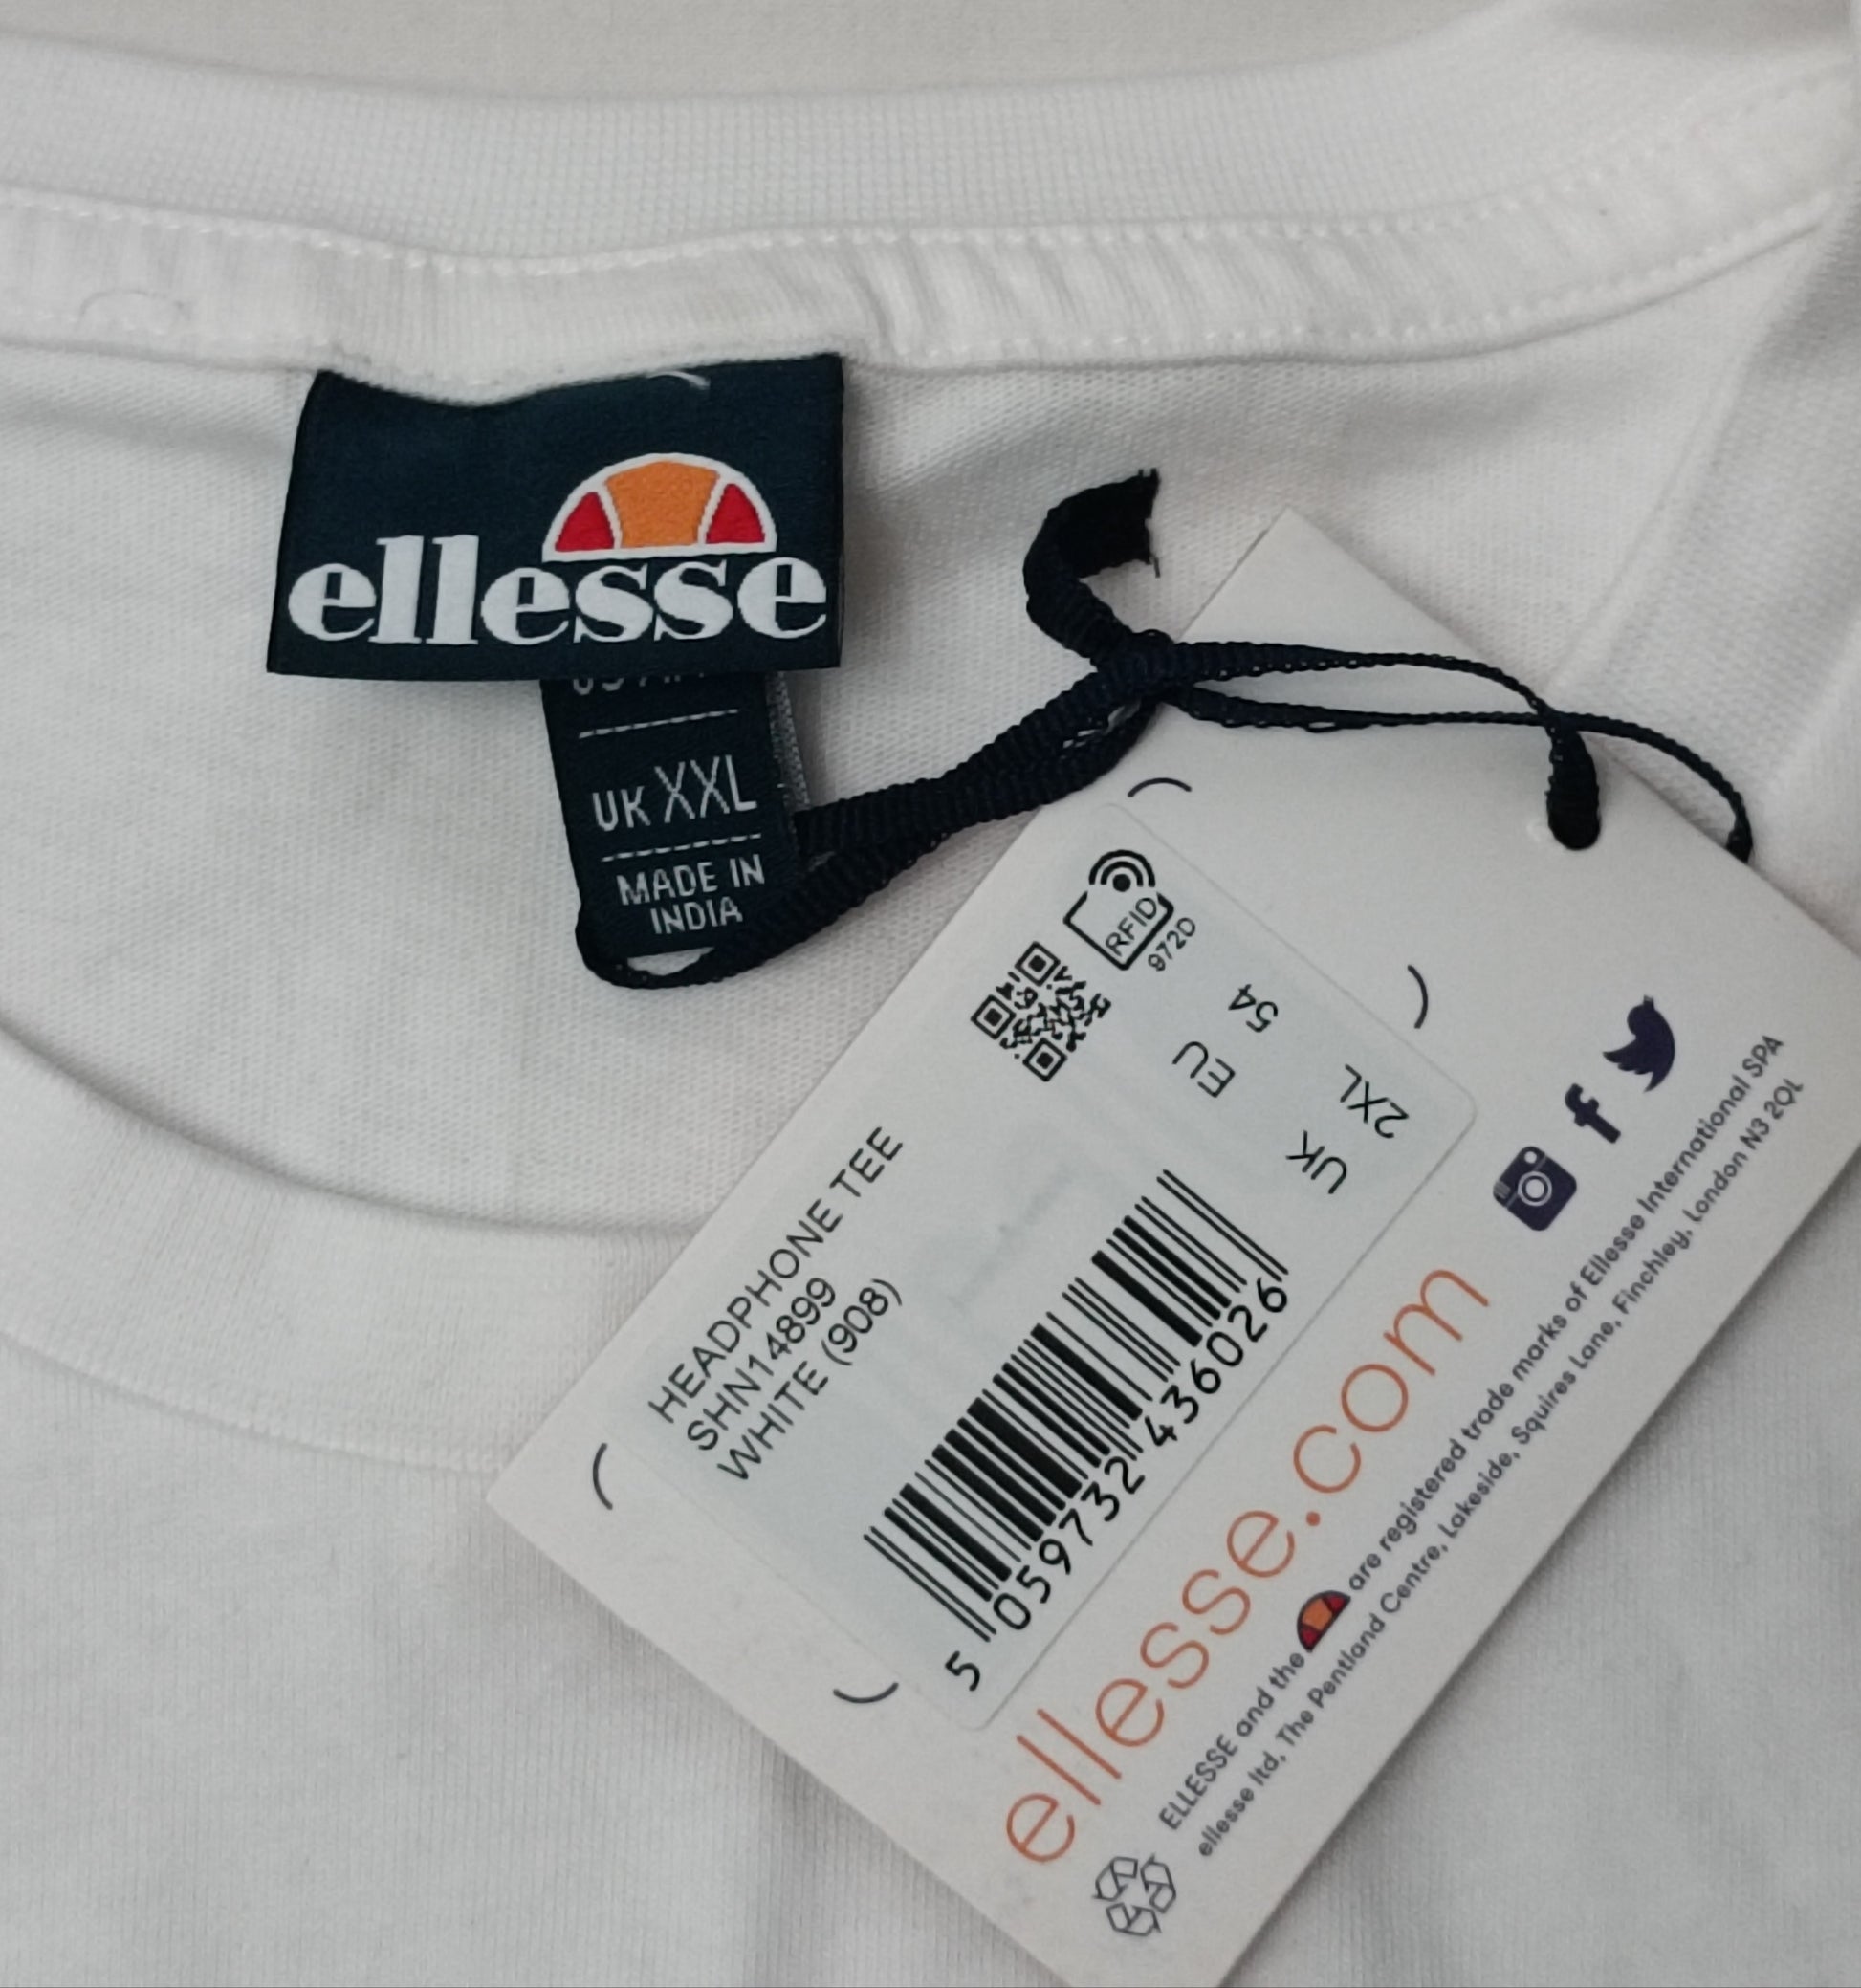 ellesse
UK XXL
MADE IN
INDIA
RFID
9720
EU
54
UK
2XL
HEADPHONE TEE
SHN14899
WHITE (908)
5 059732 436026
ellesse.com
ELLESSE and the are registered trade marks of Ellesse International SPA
ellesse ltd, The Pentland Centre, Lakeside, Squires Lane, Finchley, London N3 2QL